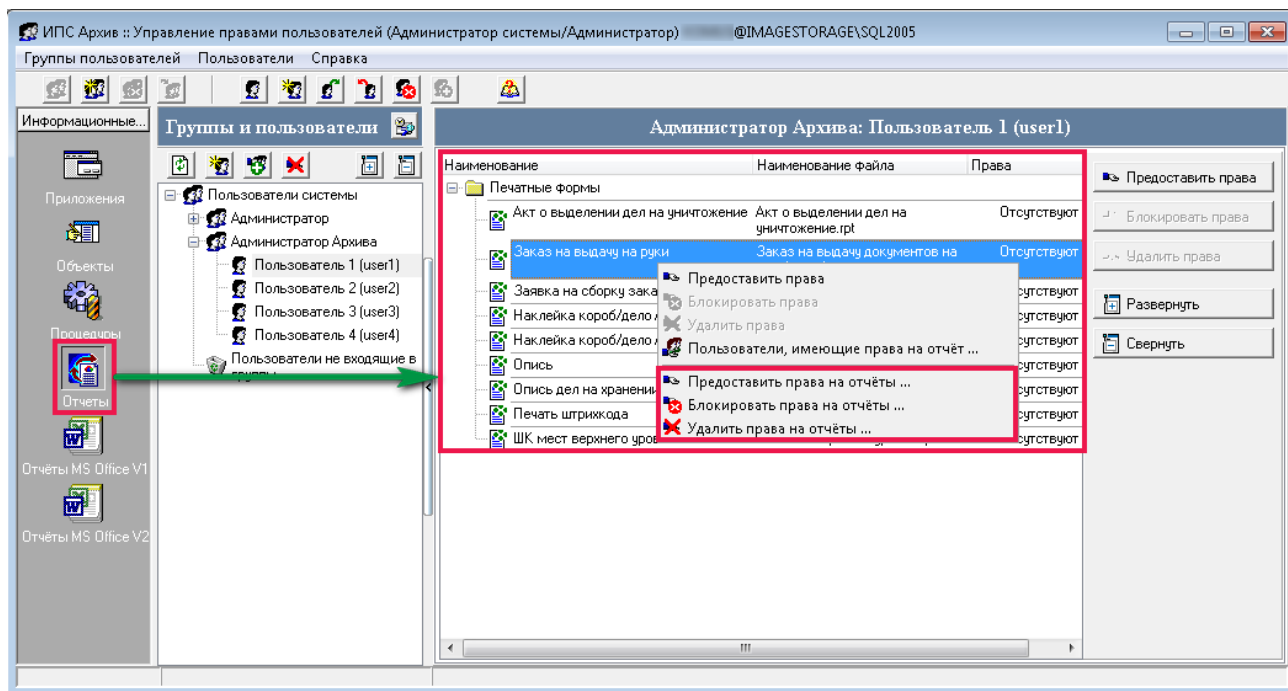 ИПС Архив :: Управление правами пользователей (Администратор системы/Администратор) @IMAGESTORAGE\SQL2005
Группы пользователей Пользователи Справка
Информационные...
Приложения
Объекты
Процедуры
Отчеты
Отчёты MS Office V1
Отчёты MS Office V2
Группы и пользователи
Пользователи системы
Администратор
Администратор Архива
Пользователь 1 (user1)
Пользователь 2 (user2)
Пользователь 3 (user3)
Пользователь 4 (user4)
Пользователи не входящие в
группы
Администратор Архива: Пользователь 1 (user1)
Наименование Наименование файла Права
Печатные формы
Акт о выделении дел на уничтожение Акт о выделении дел на Отсутствуют
уничтожение.rpt
Заказ на выдачу на руки Заказ на выдачу документов на Отсутствуют
Заявка на сборку зака сутствуют
Наклейка короб/дело сутствуют
Наклейка короб/дело сутствуют
Опись сутствуют
Опись дел на хранени сутствуют
Печать штрихкода сутствуют
ШК мест верхнего уро сутствуют
Предоставить права
Блокировать права
Удалить права
Пользователи, имеющие права на отчёт ...
Предоставить права на отчёты ...
Блокировать права на отчёты ...
Удалить права на отчёты ...
Предоставить права
Блокировать права
Удалить права
Развернуть
Свернуть